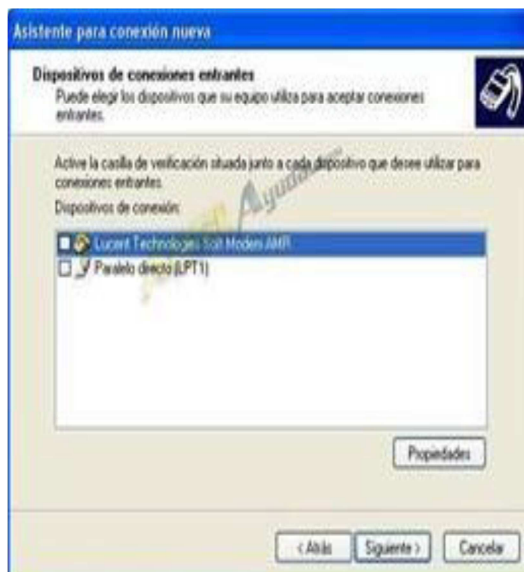 Asistente para conexión nueva
Dispositivos de conexiones entrantes
Puede elegir los dispositivos que su equipo utiliza para aceptar conexiones
entrantes.
Active la casilla de verificación situada junto a cada dispositivo que desee utilizar para
conexiones entrantes.
Dispositivos de conexión:
Lucent Technologies Soft Modem AMR
Paralelo directo (LPT1)
Propiedades
< Atrás
Siguiente >
Cancelar